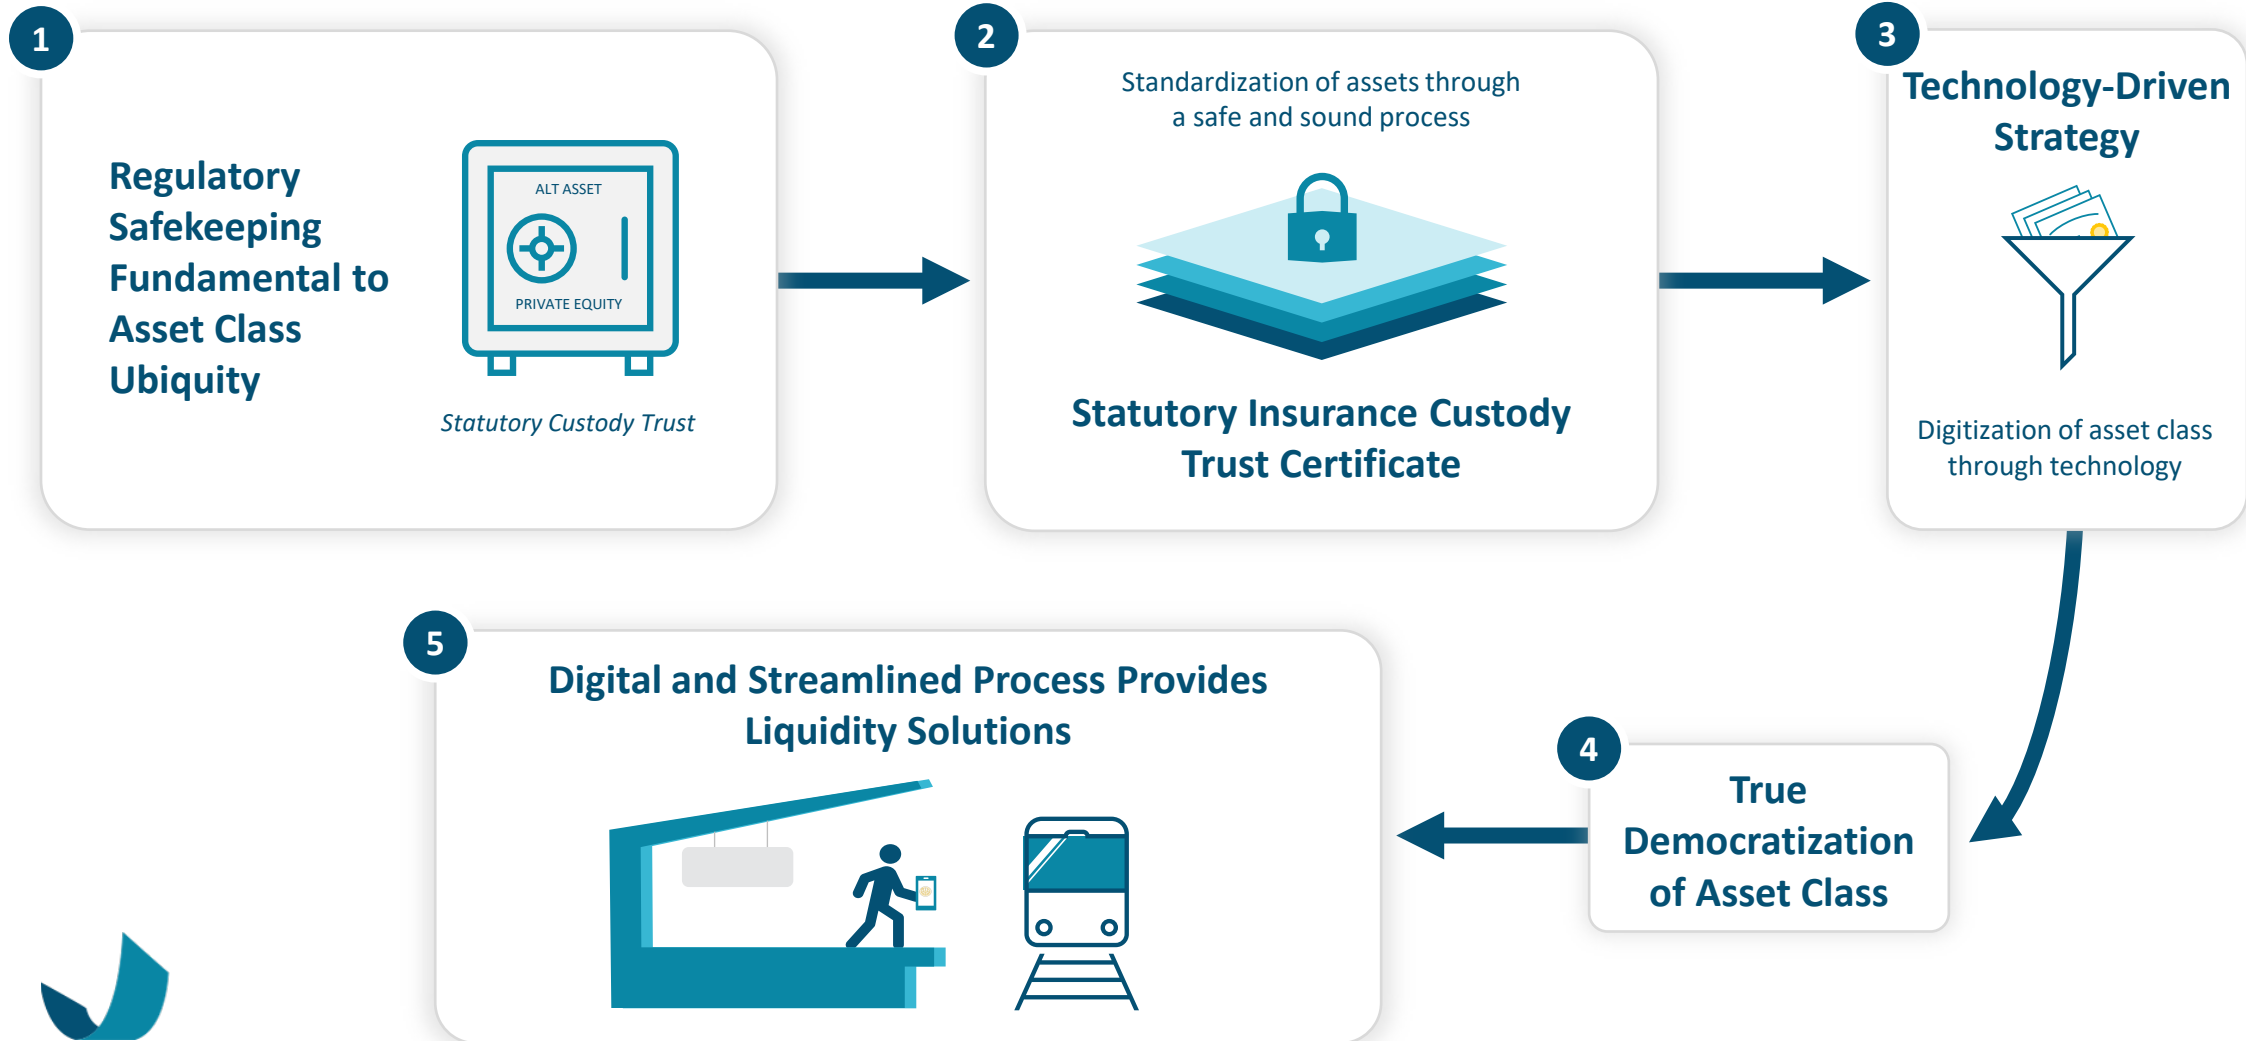 1
Regulatory
Safekeeping
Fundamental to
Asset Class
Ubiquity
ALT ASSET
PRIVATE EQUITY
Statutory Custody Trust
2
Standardization of assets through
a safe and sound process
Statutory Insurance Custody
Trust Certificate
3
Technology-Driven
Strategy
Digitization of asset class
through technology
4
True
Democratization
of Asset Class
5
Digital and Streamlined Process Provides
Liquidity Solutions